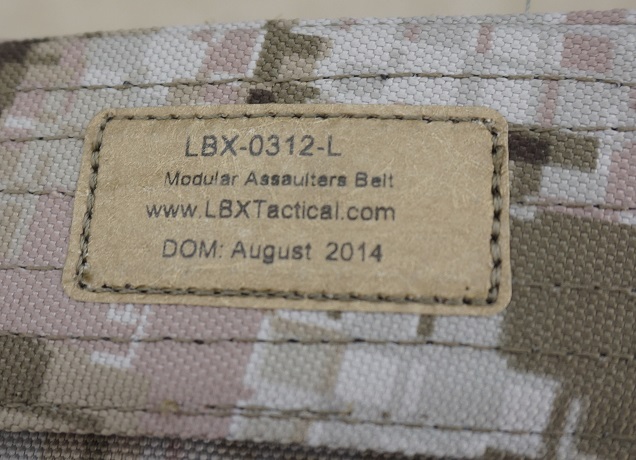 LBX-0312-L
Modular Assaulters Belt
www.LBXTactical.com
DOM: August 2014